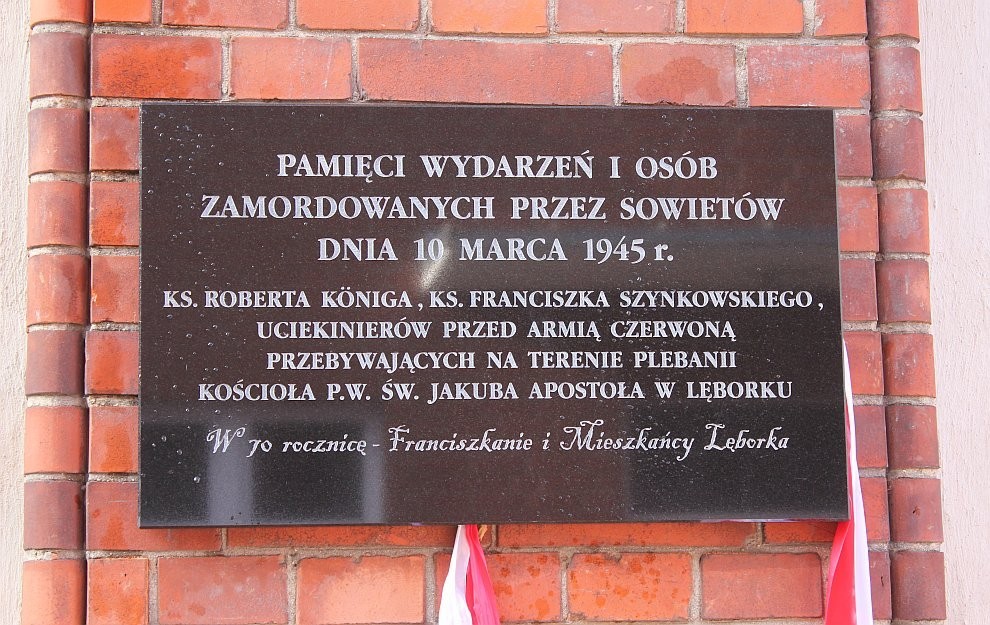 PAMIĘCI WYDARZEŃ I OSÓB
ZAMORDOWANYCH PRZEZ SOWIETÓW
DNIA 10 MARCA 1945 r.
KS. ROBERTA KÖNIGA, KS. FRANCISZKA SZYNKOWSKIEGO,
UCIEKINIERÓW PRZED ARMIĄ CZERWONĄ
PRZEBYWAJĄCYCH NA TERENIE PLEBANII
KOŚCIOŁA P.W. ŚW. JAKUBA APOSTOŁA W LĘBORKU
W 70 rocznicę - Franciszkanie i Mieszkańcy Lęborka